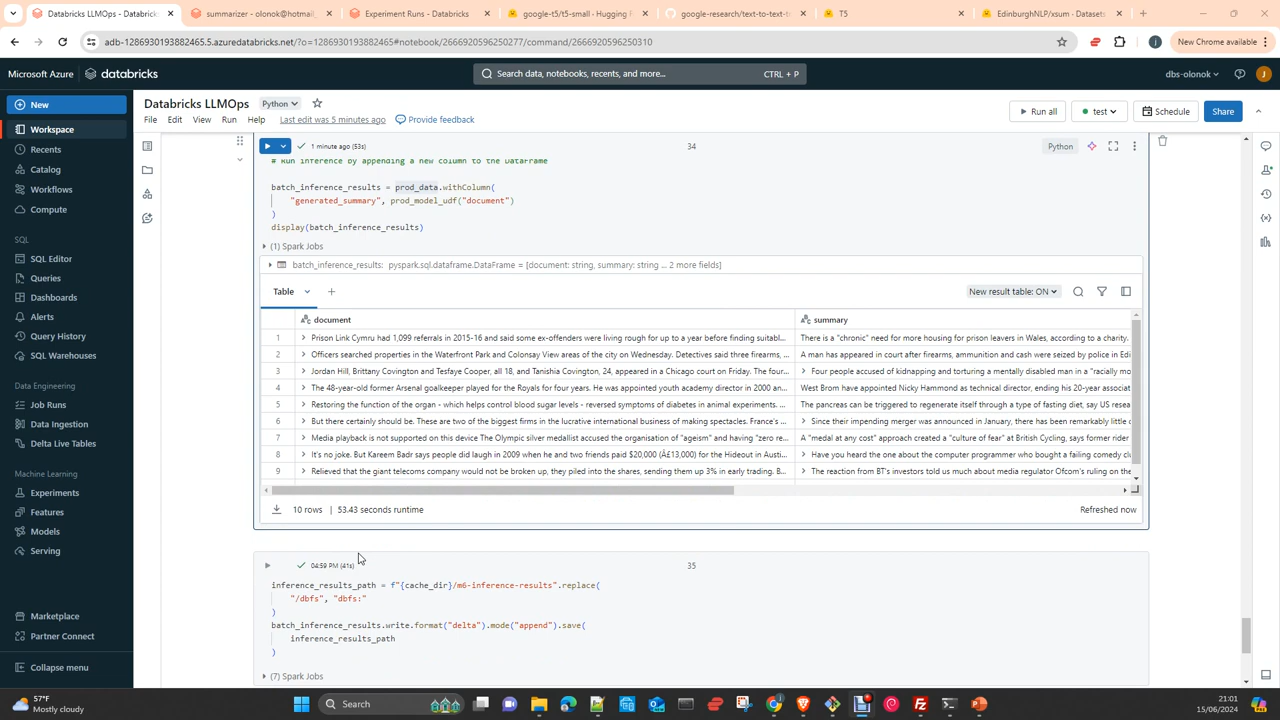 Databricks LLMOps - Databricks
summarizer - olonok@hotmail_
Experiment Runs - Databricks
google-t5/t5-small · Hugging F
google-research/text-to-text-t
T5
EdinburghNLP/xsum · Datasets
adb-1286930193882465.5.azuredatabricks.net/?o=1286930193882465#notebook/2666920596250277/command/2666920596250310
New Chrome available
Microsoft Azure
databricks
Search data, notebooks, recents, and more...
CTRL + P
dbs-olonok
J
New
Workspace
Recents
Catalog
Workflows
Compute
SQL
SQL Editor
Queries
Dashboards
Alerts
Query History
SQL Warehouses
Data Engineering
Job Runs
Data Ingestion
Delta Live Tables
Machine Learning
Experiments
Features
Models
Serving
Marketplace
Partner Connect
Collapse menu
Databricks LLMOps
Python
File
Edit
View
Run
Help
Last edit was 5 minutes ago
Provide feedback
Run all
test
Schedule
Share
1 minute ago (53s)
34
Python
# Run inference by appending a new column to the DataFrame
batch_inference_results = prod_data.withColumn(
"generated_summary", prod_model_udf("document")
)
display(batch_inference_results)
(1) Spark Jobs
batch_inference_results: pyspark.sql.dataframe.DataFrame = [document: string, summary: string ... 2 more fields]
Table
New result table: ON
document
summary
1 Prison Link Cymru had 1,099 referrals in 2015-16 and said some ex-offenders were living rough for up to a year before finding suitabl... There is a "chronic" need for more housing for prison leavers in Wales, according to a charity.
2 Officers searched properties in the Waterfront Park and Colonsay View areas of the city on Wednesday. Detectives said three firearms, ... A man has appeared in court after firearms, ammunition and cash were seized by police in Edi
3 Jordan Hill, Brittany Covington and Tesfaye Cooper, all 18, and Tanishia Covington, 24, appeared in a Chicago court on Friday. The four... Four people accused of kidnapping and torturing a mentally disabled man in a "racially mo
4 The 48-year-old former Arsenal goalkeeper played for the Royals for four years. He was appointed youth academy director in 2000 an... West Brom have appointed Nicky Hammond as technical director, ending his 20-year associat
5 Restoring the function of the organ - which helps control blood sugar levels - reversed symptoms of diabetes in animal experiments. ... The pancreas can be triggered to regenerate itself through a type of fasting diet, say US resea
6 But there certainly should be. These are two of the biggest firms in the lucrative international business of making spectacles. France's ... Since their impending merger was announced in January, there has been remarkably little c
7 Media playback is not supported on this device The Olympic silver medallist accused the organisation of "ageism" and having "zero re... A "medal at any cost" approach created a "culture of fear" at British Cycling, says former rider
8 It's no joke. But Kareem Badr says people did laugh in 2009 when he and two friends paid $20,000 (Â£13,000) for the Hideout in Austi... Have you heard the one about the computer programmer who bought a failing comedy clu
9 Relieved that the giant telecoms company would not be broken up, they piled into the shares, sending them up 3% in early trading. B... The reaction from BT's investors told us much about media regulator Ofcom's ruling on the
10 rows | 53.43 seconds runtime
Refreshed now
04:59 PM (41s)
35
inference_results_path = f"{cache_dir}/m6-inference-results".replace(
"/dbfs", "dbfs:"
)
batch_inference_results.write.format("delta").mode("append").save(
inference_results_path
)
(7) Spark Jobs
57°F
Mostly cloudy
Search
21:01
15/06/2024